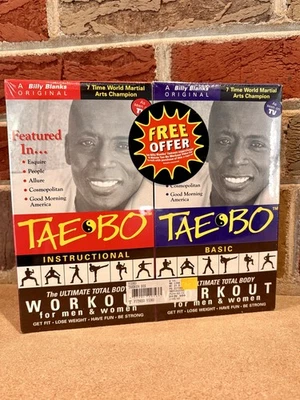 A Billy Blanks
ORIGINAL
7 Time World Martial
Arts Champion
Featured
In...
• Esquire
• People
• Allure
• Cosmopolitan
• Good Morning
America
TAE BO
INSTRUCTIONAL
The ULTIMATE TOTAL BODY
WORKOUT
for men & women
GET FIT • LOSE WEIGHT • HAVE FUN • BE STRONG
FREE
OFFER
A Billy Blanks
ORIGINAL
7 Time World Martial
Arts Champion
TV
• Cosmopolitan
• Good Morning
America
TAE BO™
BASIC
The ULTIMATE TOTAL BODY
WORKOUT
for men & women
GET FIT • LOSE WEIGHT • HAVE FUN • BE STRONG